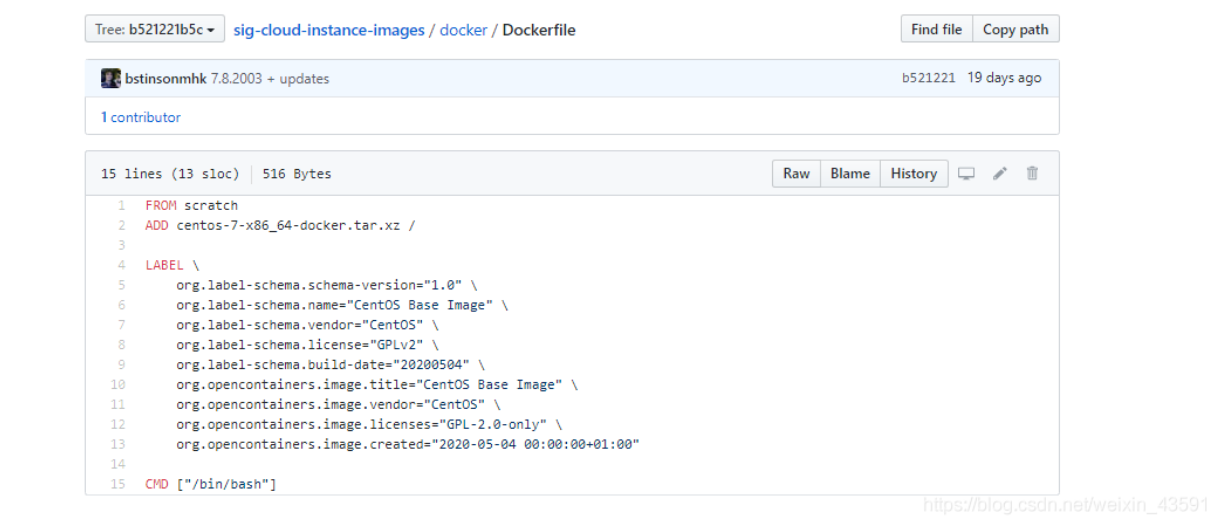 Tree: b521221b5c sig-cloud-instance-images / docker / Dockerfile Find file Copy path
bstinsonmhk 7.8.2003 + updates b521221 19 days ago
1 contributor
15 lines (13 sloc) 516 Bytes Raw Blame History
1 FROM scratch
2 ADD centos-7-x86_64-docker.tar.xz /
3
4 LABEL \
5 org.label-schema.schema-version="1.0" \
6 org.label-schema.name="CentOS Base Image" \
7 org.label-schema.vendor="CentOS" \
8 org.label-schema.license="GPLv2" \
9 org.label-schema.build-date="20200504" \
10 org.opencontainers.image.title="CentOS Base Image" \
11 org.opencontainers.image.vendor="CentOS" \
12 org.opencontainers.image.licenses="GPL-2.0-only" \
13 org.opencontainers.image.created="2020-05-04 00:00:00+01:00"
14
15 CMD ["/bin/bash"]
https://blog.csdn.net/weixin_43591